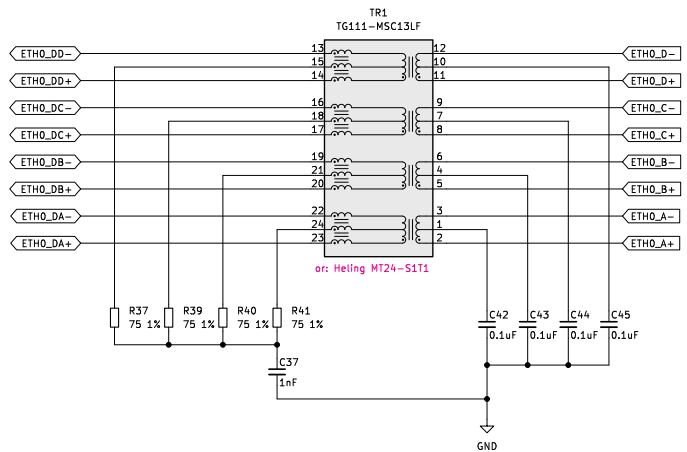 TR1
TG111-MSC13LF
ETH0_DD- 13 12 ETH0_D-
15 10
ETH0_DD+ 14 11 ETH0_D+
ETH0_DC- 16 9 ETH0_C-
18 7
ETH0_DC+ 17 8 ETH0_C+
ETH0_DB- 19 6 ETH0_B-
21 4
ETH0_DB+ 20 5 ETH0_B+
ETH0_DA- 22 3 ETH0_A-
24 1
ETH0_DA+ 23 2 ETH0_A+
or: Heling MT24-S1T1
R37 R39 R40 R41 C42 C43 C44 C45
75 1% 75 1% 75 1% 75 1% 0.1uF 0.1uF 0.1uF 0.1uF
C37
1nF
GND